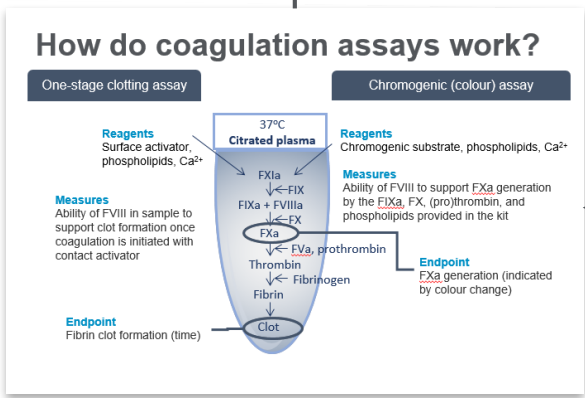 How do coagulation assays work?
One-stage clotting assay
Chromogenic (colour) assay
37ºC
Citrated plasma
Reagents
Surface activator,
phospholipids, Ca²⁺
Reagents
Chromogenic substrate, phospholipids, Ca²⁺
Measures
Ability of FVIII in sample to
support clot formation once
coagulation is initiated with
contact activator
Measures
Ability of FVIII to support FXa generation
by the FIXa, FX, (pro)thrombin, and
phospholipids provided in the kit
FXIa
FIX
FIXa + FVIIIa
FX
FXa
FVa, prothrombin
Thrombin
Fibrinogen
Fibrin
Clot
Endpoint
FXa generation (indicated
by colour change)
Endpoint
Fibrin clot formation (time)